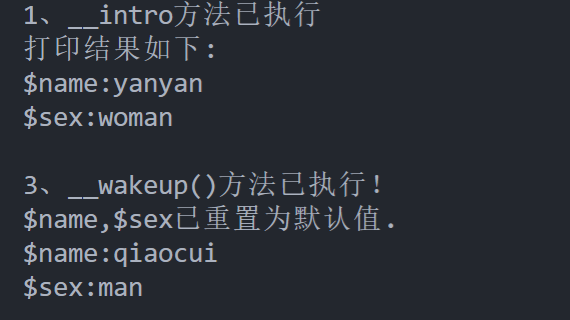 1、__intro方法已执行
打印结果如下:
$name:yanyan
$sex:woman
3、__wakeup()方法已执行!
$name,$sex已重置为默认值.
$name:qiaocui
$sex:man